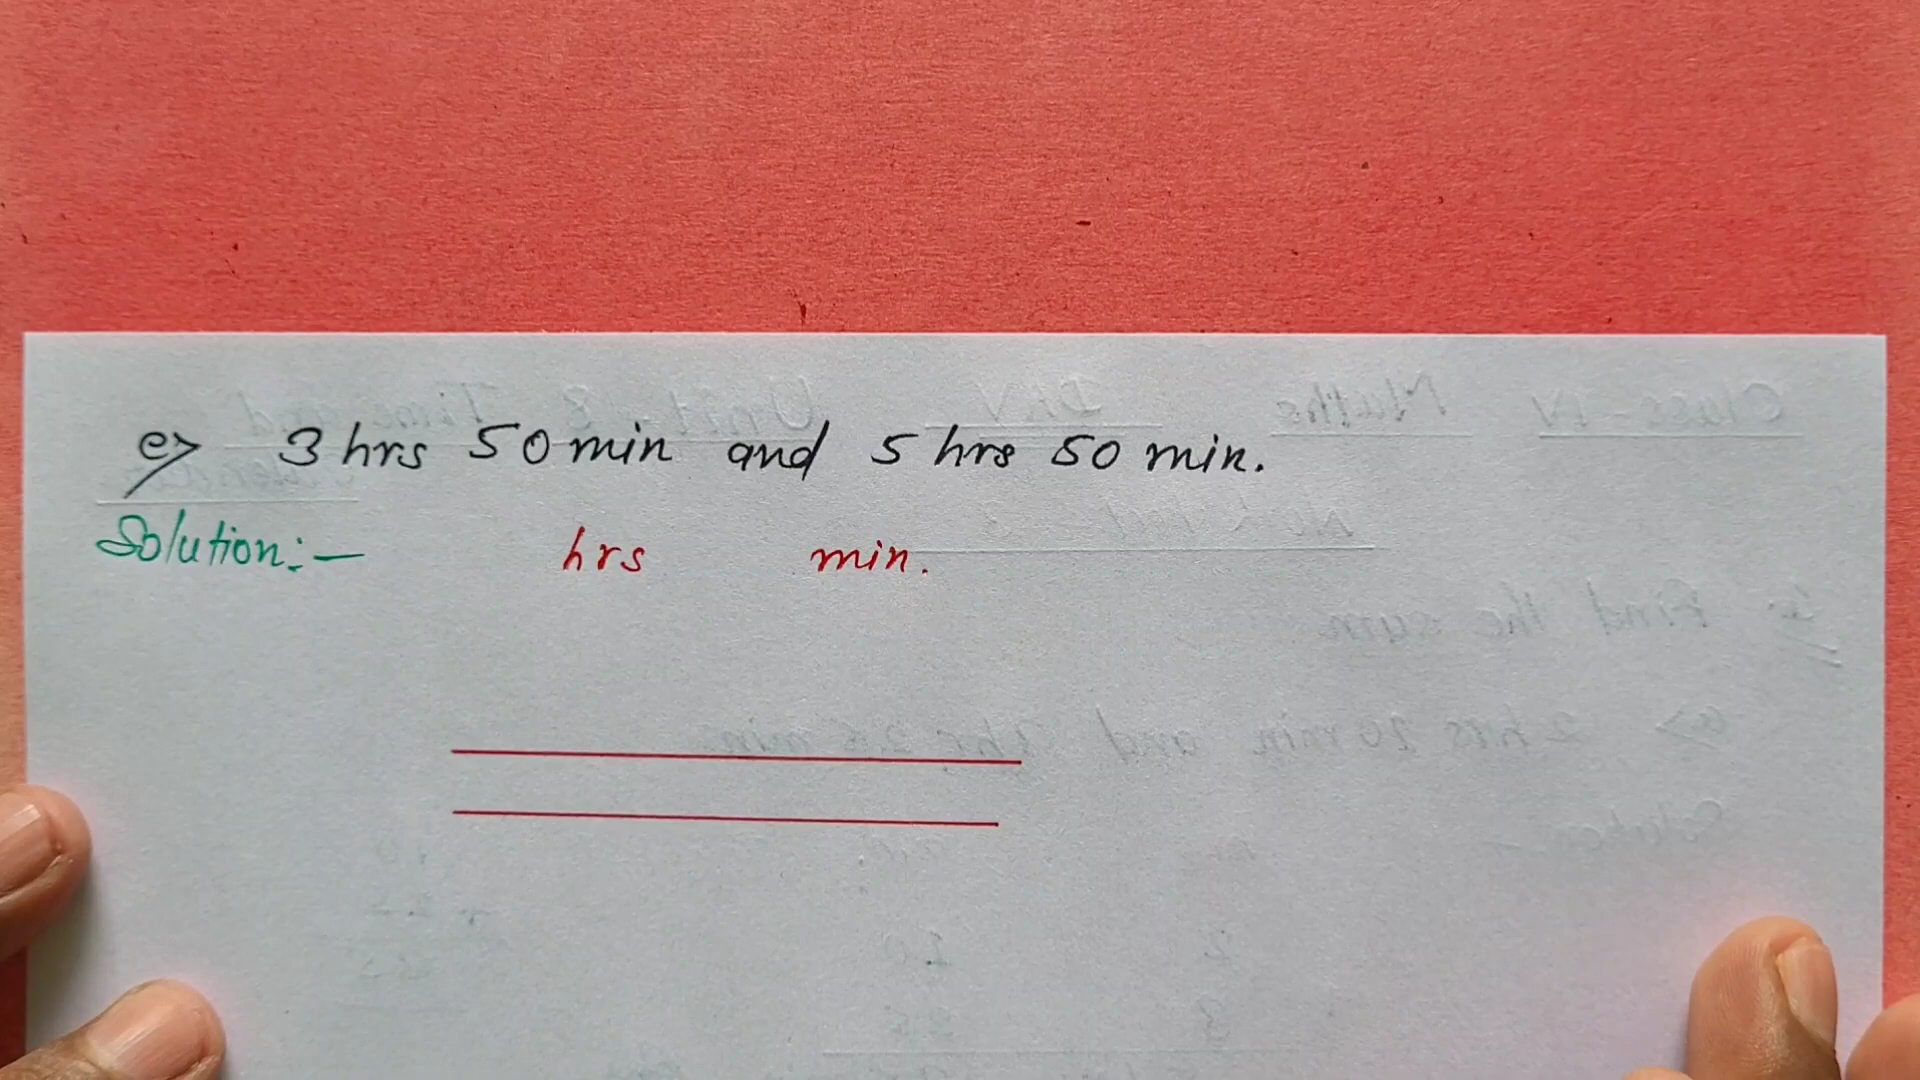 e> 3 hrs 50 min and 5 hrs 50 min.
Solution:-
hrs min.